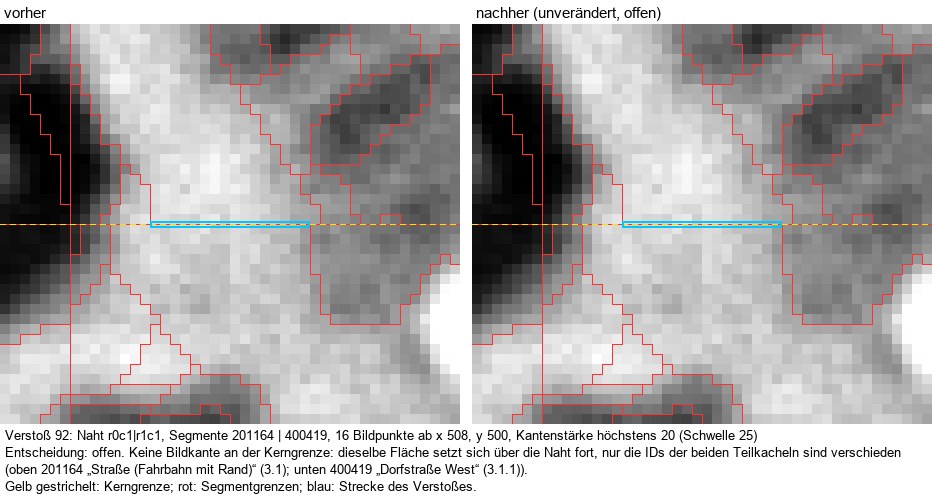 vorher
nachher (unverändert, offen)
Verstoß 92: Naht r0c1|r1c1, Segmente 201164 | 400419, 16 Bildpunkte ab x 508, y 500, Kantenstärke höchstens 20 (Schwelle 25)
Entscheidung: offen. Keine Bildkante an der Kerngrenze: dieselbe Fläche setzt sich über die Naht fort, nur die IDs der beiden Teilkacheln sind verschieden
(oben 201164 „Straße (Fahrbahn mit Rand)“ (3.1); unten 400419 „Dorfstraße West“ (3.1.1)).
Gelb gestrichelt: Kerngrenze; rot: Segmentgrenzen; blau: Strecke des Verstoßes.